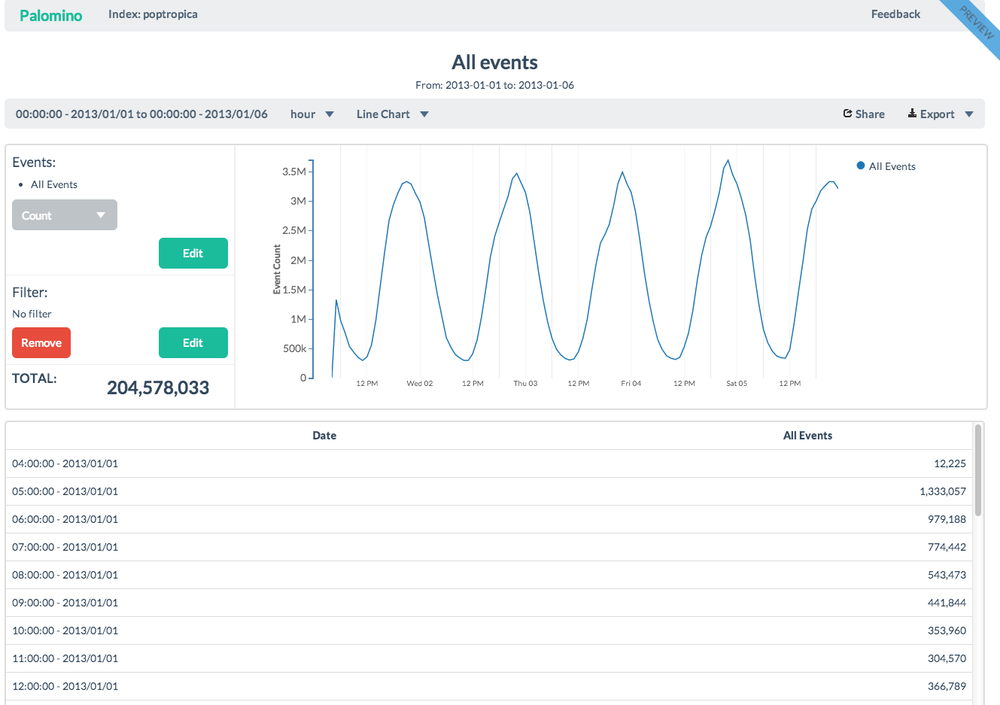 Palomino Index: poptropica Feedback
PREVIEW
All events
From: 2013-01-01 to: 2013-01-06
00:00:00 - 2013/01/01 to 00:00:00 - 2013/01/06 hour Line Chart Share Export
Events:
All Events
Count
Edit
Filter:
No filter
Remove Edit
TOTAL:
204,578,033
Event Count
3.5M
3M
2.5M
2M
1.5M
1M
500k
0
12 PM Wed 02 12 PM Thu 03 12 PM Fri 04 12 PM Sat 05 12 PM
All Events
Date All Events
04:00:00 - 2013/01/01 12,225
05:00:00 - 2013/01/01 1,333,057
06:00:00 - 2013/01/01 979,188
07:00:00 - 2013/01/01 774,442
08:00:00 - 2013/01/01 543,473
09:00:00 - 2013/01/01 441,844
10:00:00 - 2013/01/01 353,960
11:00:00 - 2013/01/01 304,570
12:00:00 - 2013/01/01 366,789